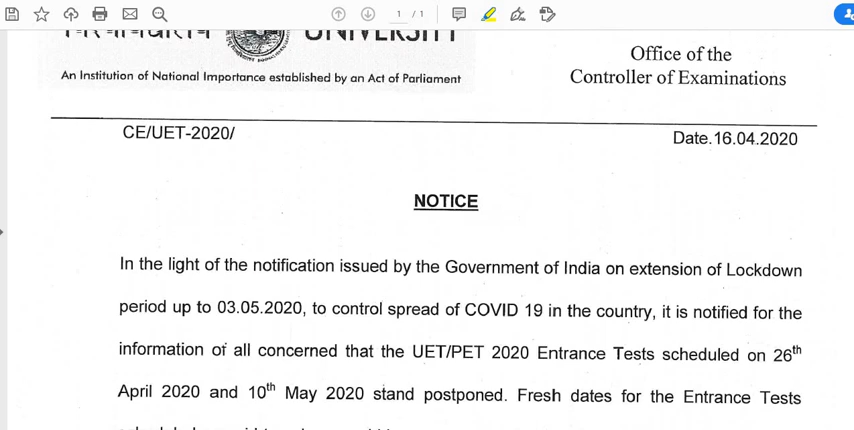 1 / 1
UNIVERSITY
An Institution of National Importance established by an Act of Parliament
Office of the
Controller of Examinations
CE/UET-2020/
Date.16.04.2020
NOTICE
In the light of the notification issued by the Government of India on extension of Lockdown
period up to 03.05.2020, to control spread of COVID 19 in the country, it is notified for the
information of all concerned that the UET/PET 2020 Entrance Tests scheduled on 26th
April 2020 and 10th May 2020 stand postponed. Fresh dates for the Entrance Tests